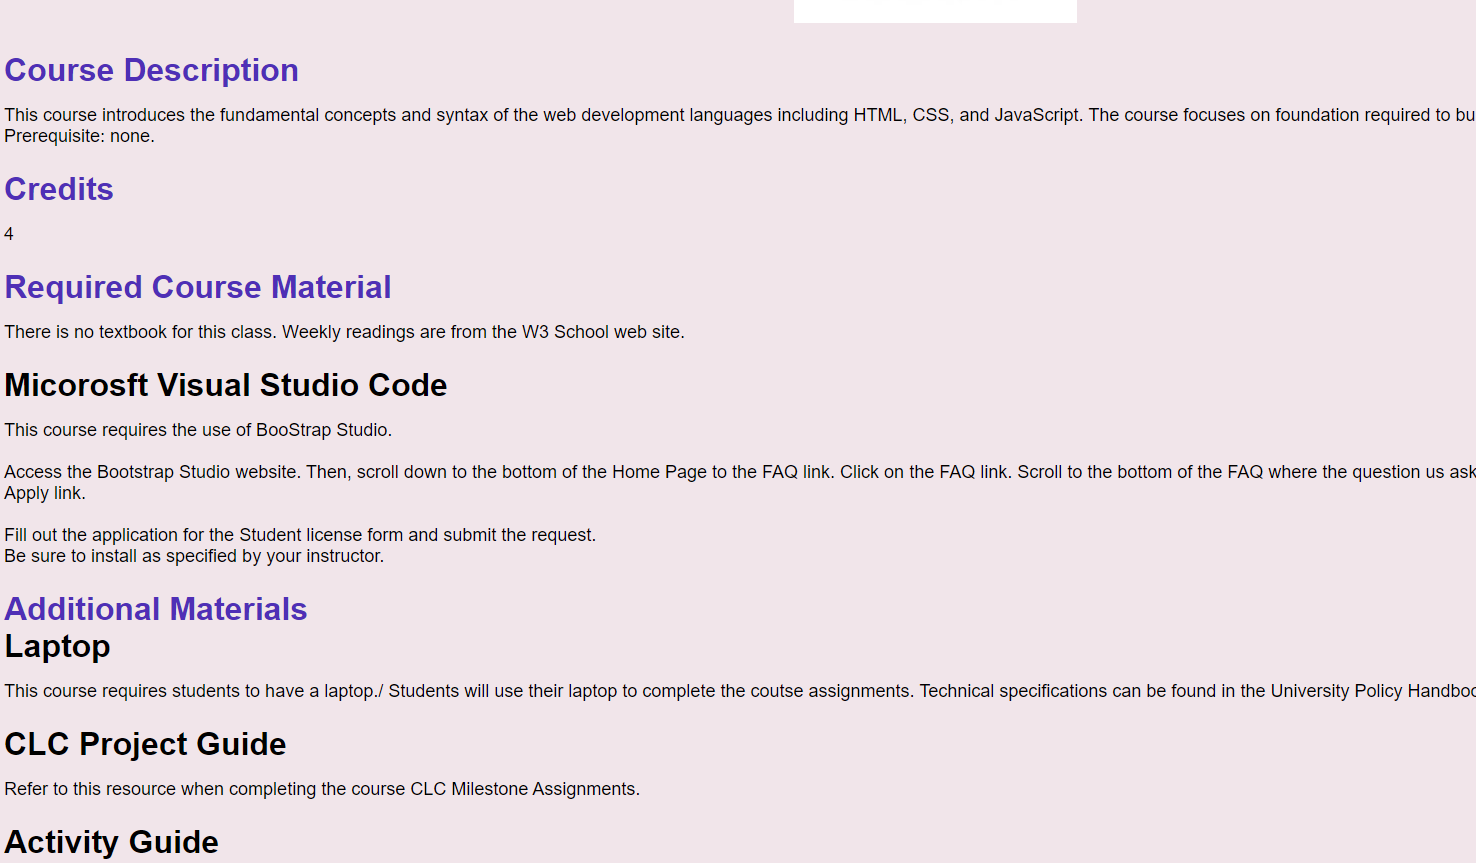 Course Description
This course introduces the fundamental concepts and syntax of the web development languages including HTML, CSS, and JavaScript. The course focuses on foundation required to bu
Prerequisite: none.
Credits
4
Required Course Material
There is no textbook for this class. Weekly readings are from the W3 School web site.
Micorosft Visual Studio Code
This course requires the use of BooStrap Studio.
Access the Bootstrap Studio website. Then, scroll down to the bottom of the Home Page to the FAQ link. Click on the FAQ link. Scroll to the bottom of the FAQ where the question us ask
Apply link.
Fill out the application for the Student license form and submit the request.
Be sure to install as specified by your instructor.
Additional Materials
Laptop
This course requires students to have a laptop./ Students will use their laptop to complete the coutse assignments. Technical specifications can be found in the University Policy Handboo
CLC Project Guide
Refer to this resource when completing the course CLC Milestone Assignments.
Activity Guide